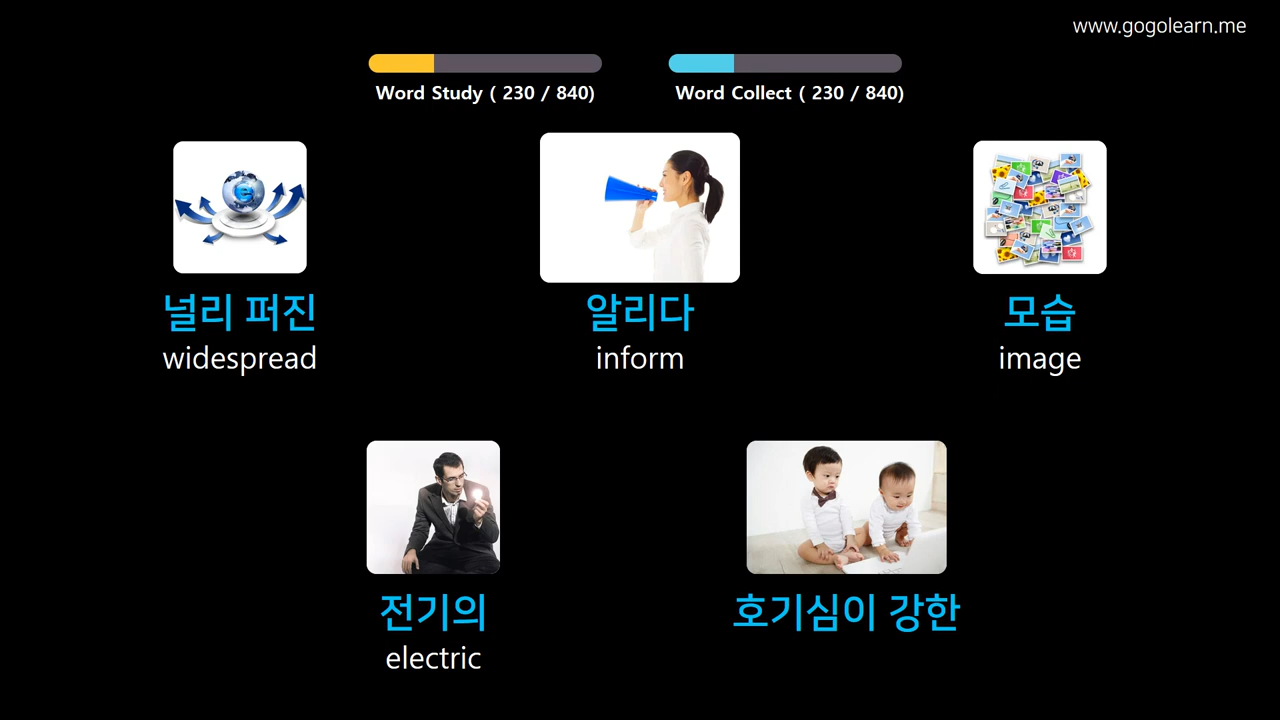 www.gogolearn.me
Word Study ( 230 / 840)
Word Collect ( 230 / 840)
널리 퍼진
widespread
알리다
inform
모습
image
전기의
electric
호기심이 강한